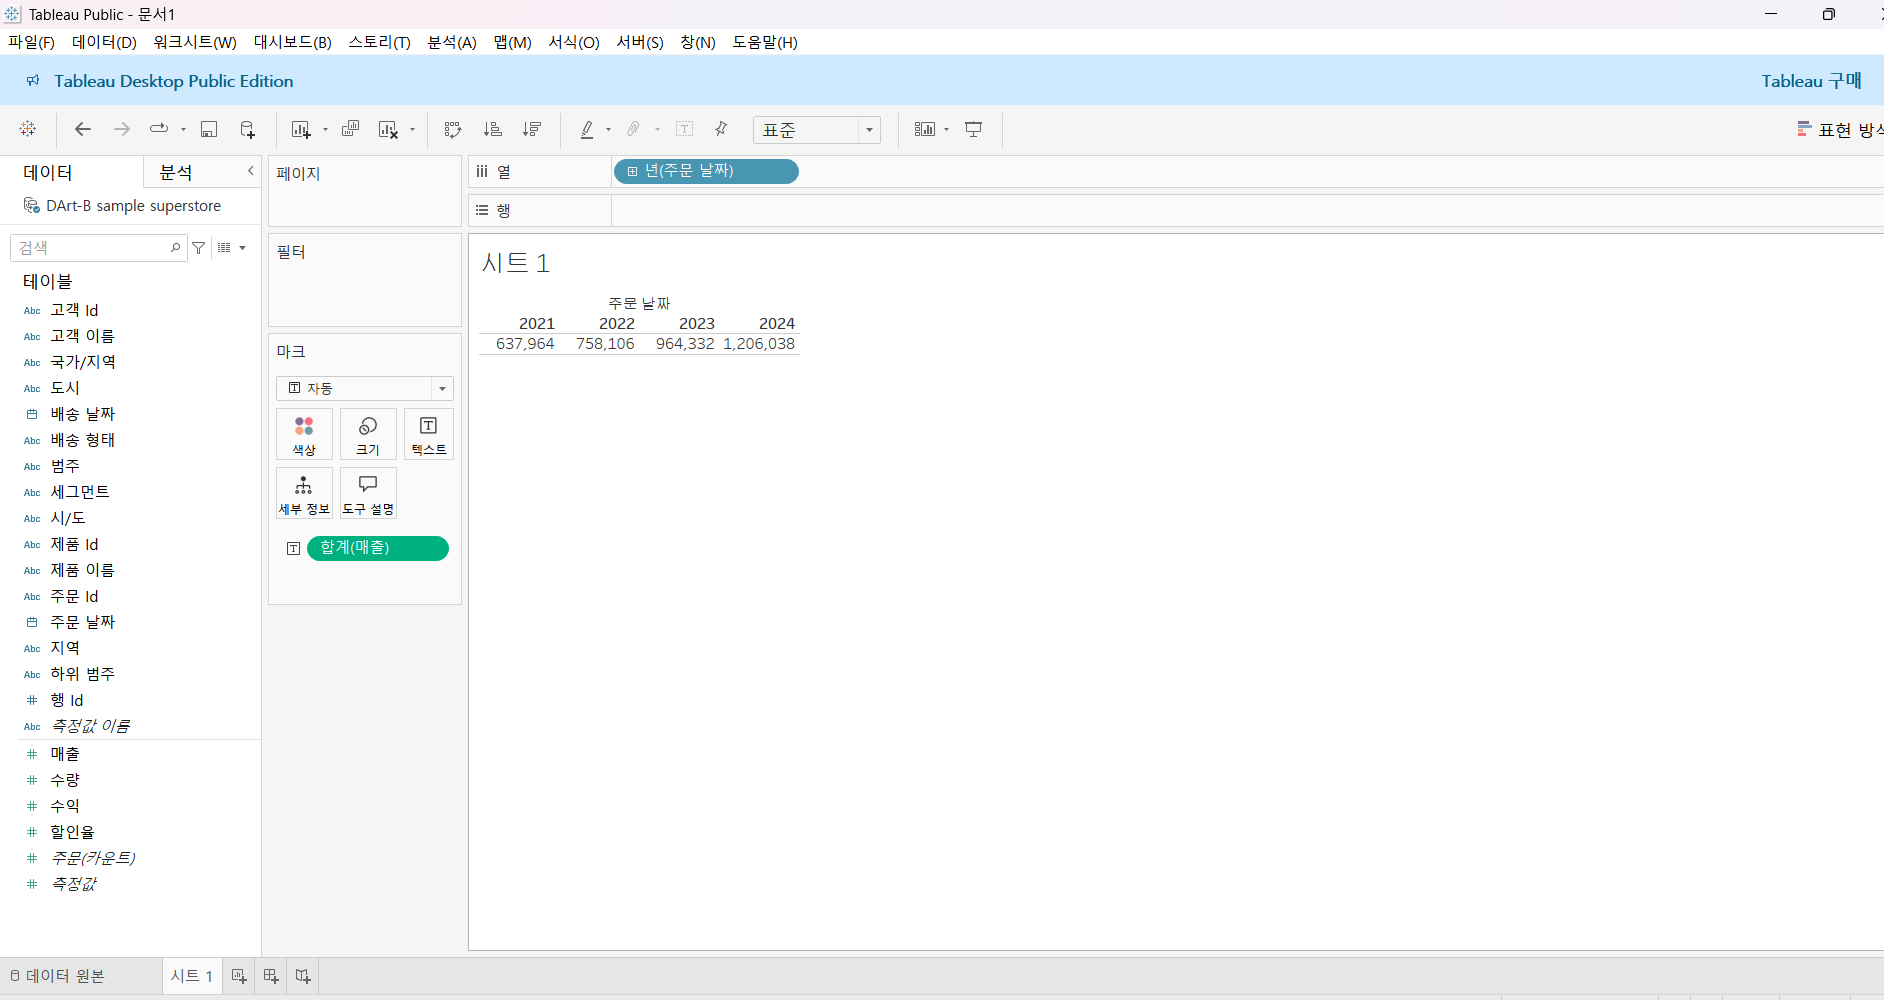 Tableau Public - 문서1
파일(F) 데이터(D) 워크시트(W) 대시보드(B) 스토리(T) 분석(A) 맵(M) 서식(O) 서버(S) 창(N) 도움말(H)
Tableau Desktop Public Edition
Tableau 구매
표준
표현 방식
데이터
분석
DArt-B sample superstore
검색
테이블
Abc 고객 Id
Abc 고객 이름
Abc 국가/지역
Abc 도시
배송 날짜
Abc 배송 형태
Abc 범주
Abc 세그먼트
Abc 시/도
Abc 제품 Id
Abc 제품 이름
Abc 주문 Id
주문 날짜
Abc 지역
Abc 하위 범주
# 행 Id
Abc 측정값 이름
# 매출
# 수량
# 수익
# 할인율
# 주문(카운트)
# 측정값
페이지
필터
마크
T 자동
색상
크기
T 텍스트
세부 정보
도구 설명
T 합계(매출)
열
년(주문 날짜)
행
시트 1
주문 날짜
2021 2022 2023 2024
637,964 758,106 964,332 1,206,038
데이터 원본
시트 1